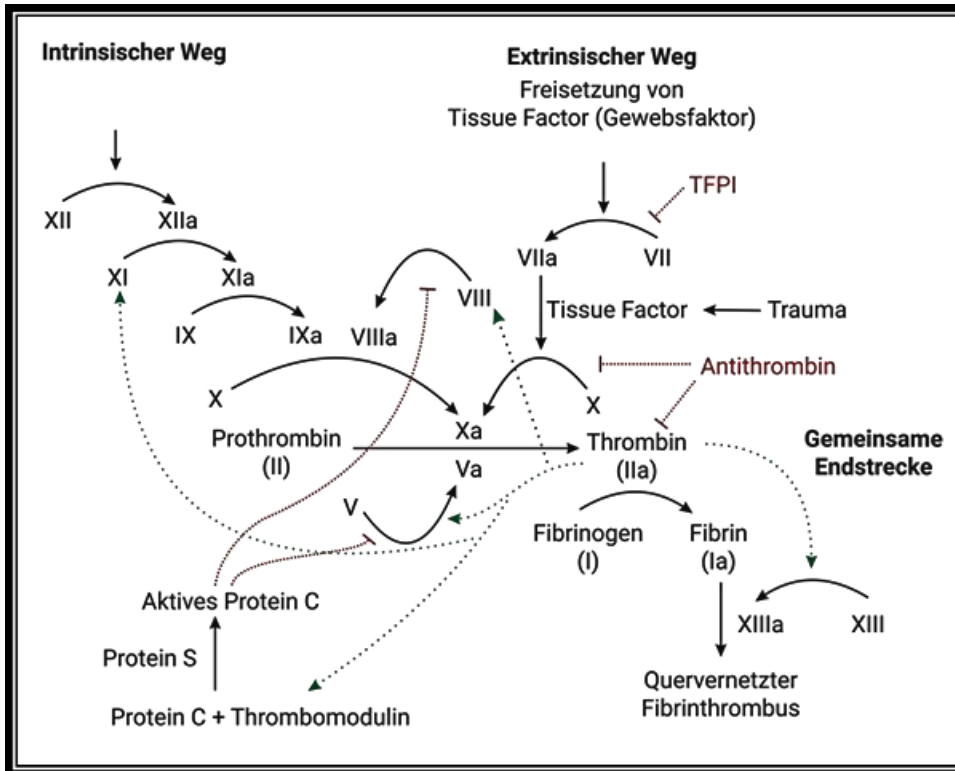 Intrinsischer Weg
Extrinsischer Weg
Freisetzung von
Tissue Factor (Gewebsfaktor)
TFPI
XII
XIIa
VIIa
VII
XI
XIa
VIII
Tissue Factor
Trauma
IX
IXa
VIIIa
Antithrombin
X
X
Xa
Prothrombin
(II)
Thrombin
(IIa)
Gemeinsame
Endstrecke
Va
V
Fibrinogen
(I)
Fibrin
(Ia)
Aktives Protein C
XIIIa
XIII
Protein S
Quervernetzter
Fibrinthrombus
Protein C + Thrombomodulin